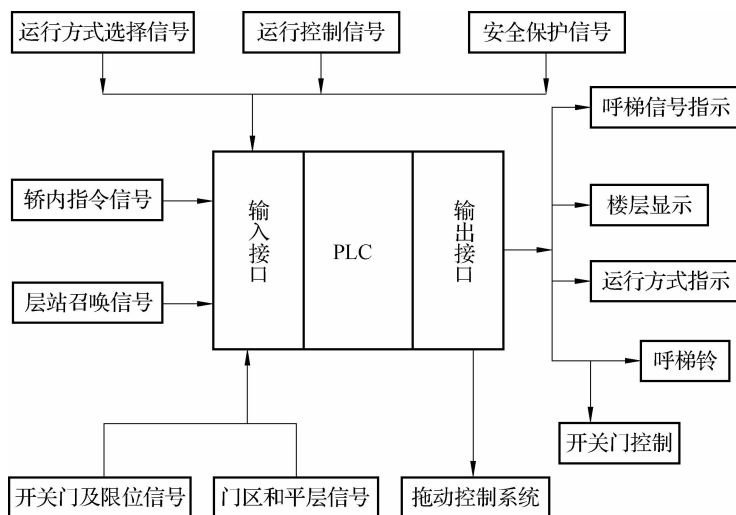 运行方式选择信号
运行控制信号
安全保护信号
呼梯信号指示
轿内指令信号
输入接口
PLC
输出接口
楼层显示
层站召唤信号
运行方式指示
呼梯铃
开关门控制
开关门及限位信号
门区和平层信号
拖动控制系统